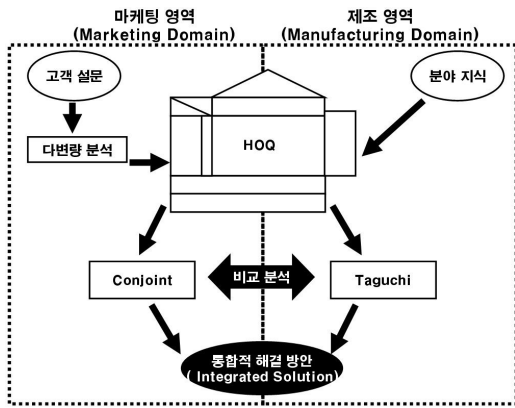 마케팅 영역
(Marketing Domain)
제조 영역
(Manufacturing Domain)
고객 설문
분야 지식
다변량 분석
HOQ
Conjoint
비교 분석
Taguchi
통합적 해결 방안
( Integrated Solution)